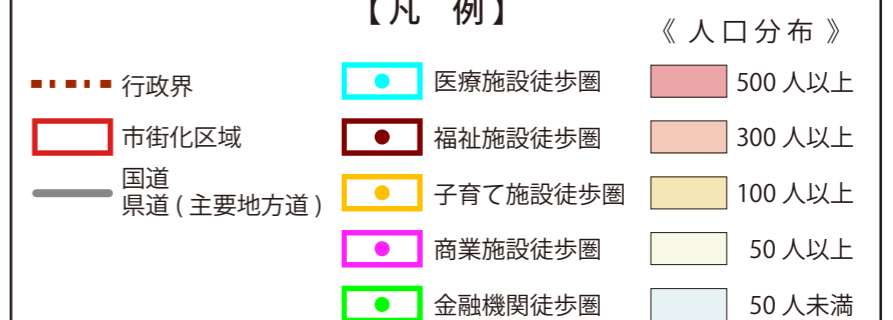 【凡 例】
行政界
市街化区域
国道
県道 ( 主要地方道 )
医療施設徒歩圏
福祉施設徒歩圏
子育て施設徒歩圏
商業施設徒歩圏
金融機関徒歩圏
《 人口分布 》
500 人以上
300 人以上
100 人以上
50 人以上
50 人未満